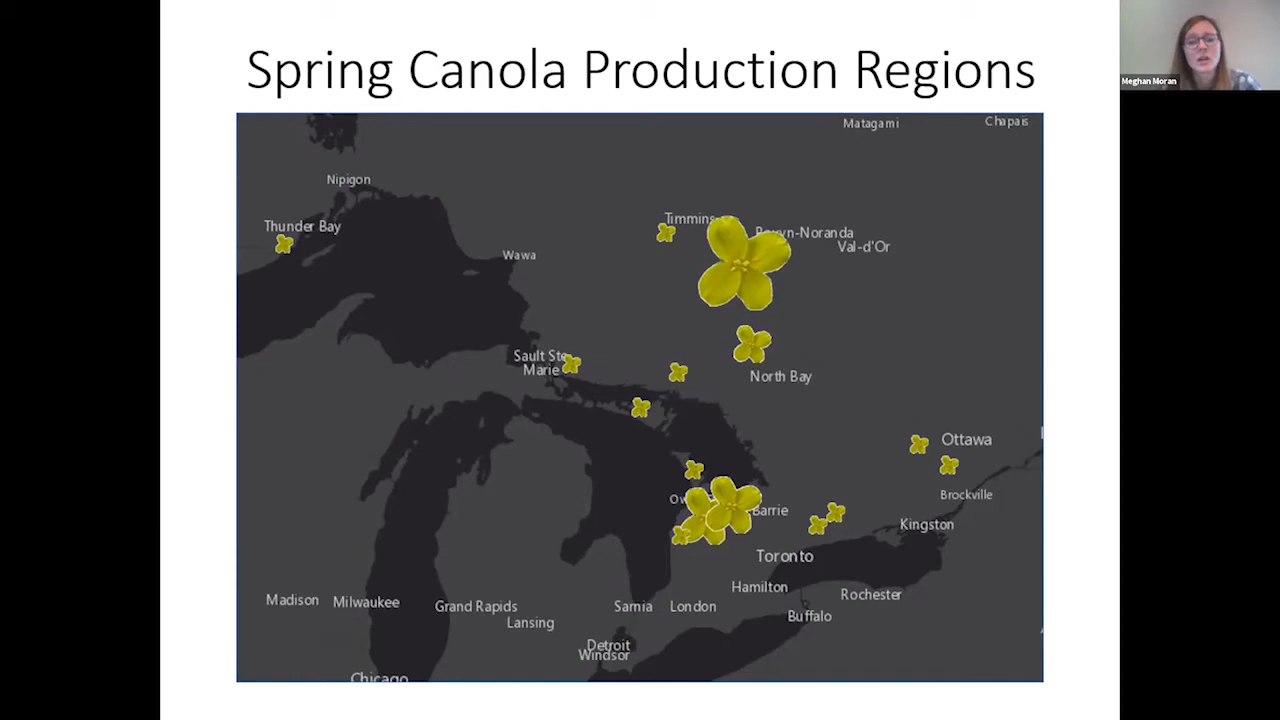 Spring Canola Production Regions
Meghan Moran
Matagami
Chapais
Nipigon
Thunder Bay
Timmins
Val-d'Or
Wawa
Sault Ste
Marie
North Bay
Ottawa
Brockville
Kingston
Barrie
Toronto
Hamilton
Rochester
Buffalo
Madison
Milwaukee
Grand Rapids
Lansing
Sarnia
London
Detroit
Windsor
Chicago